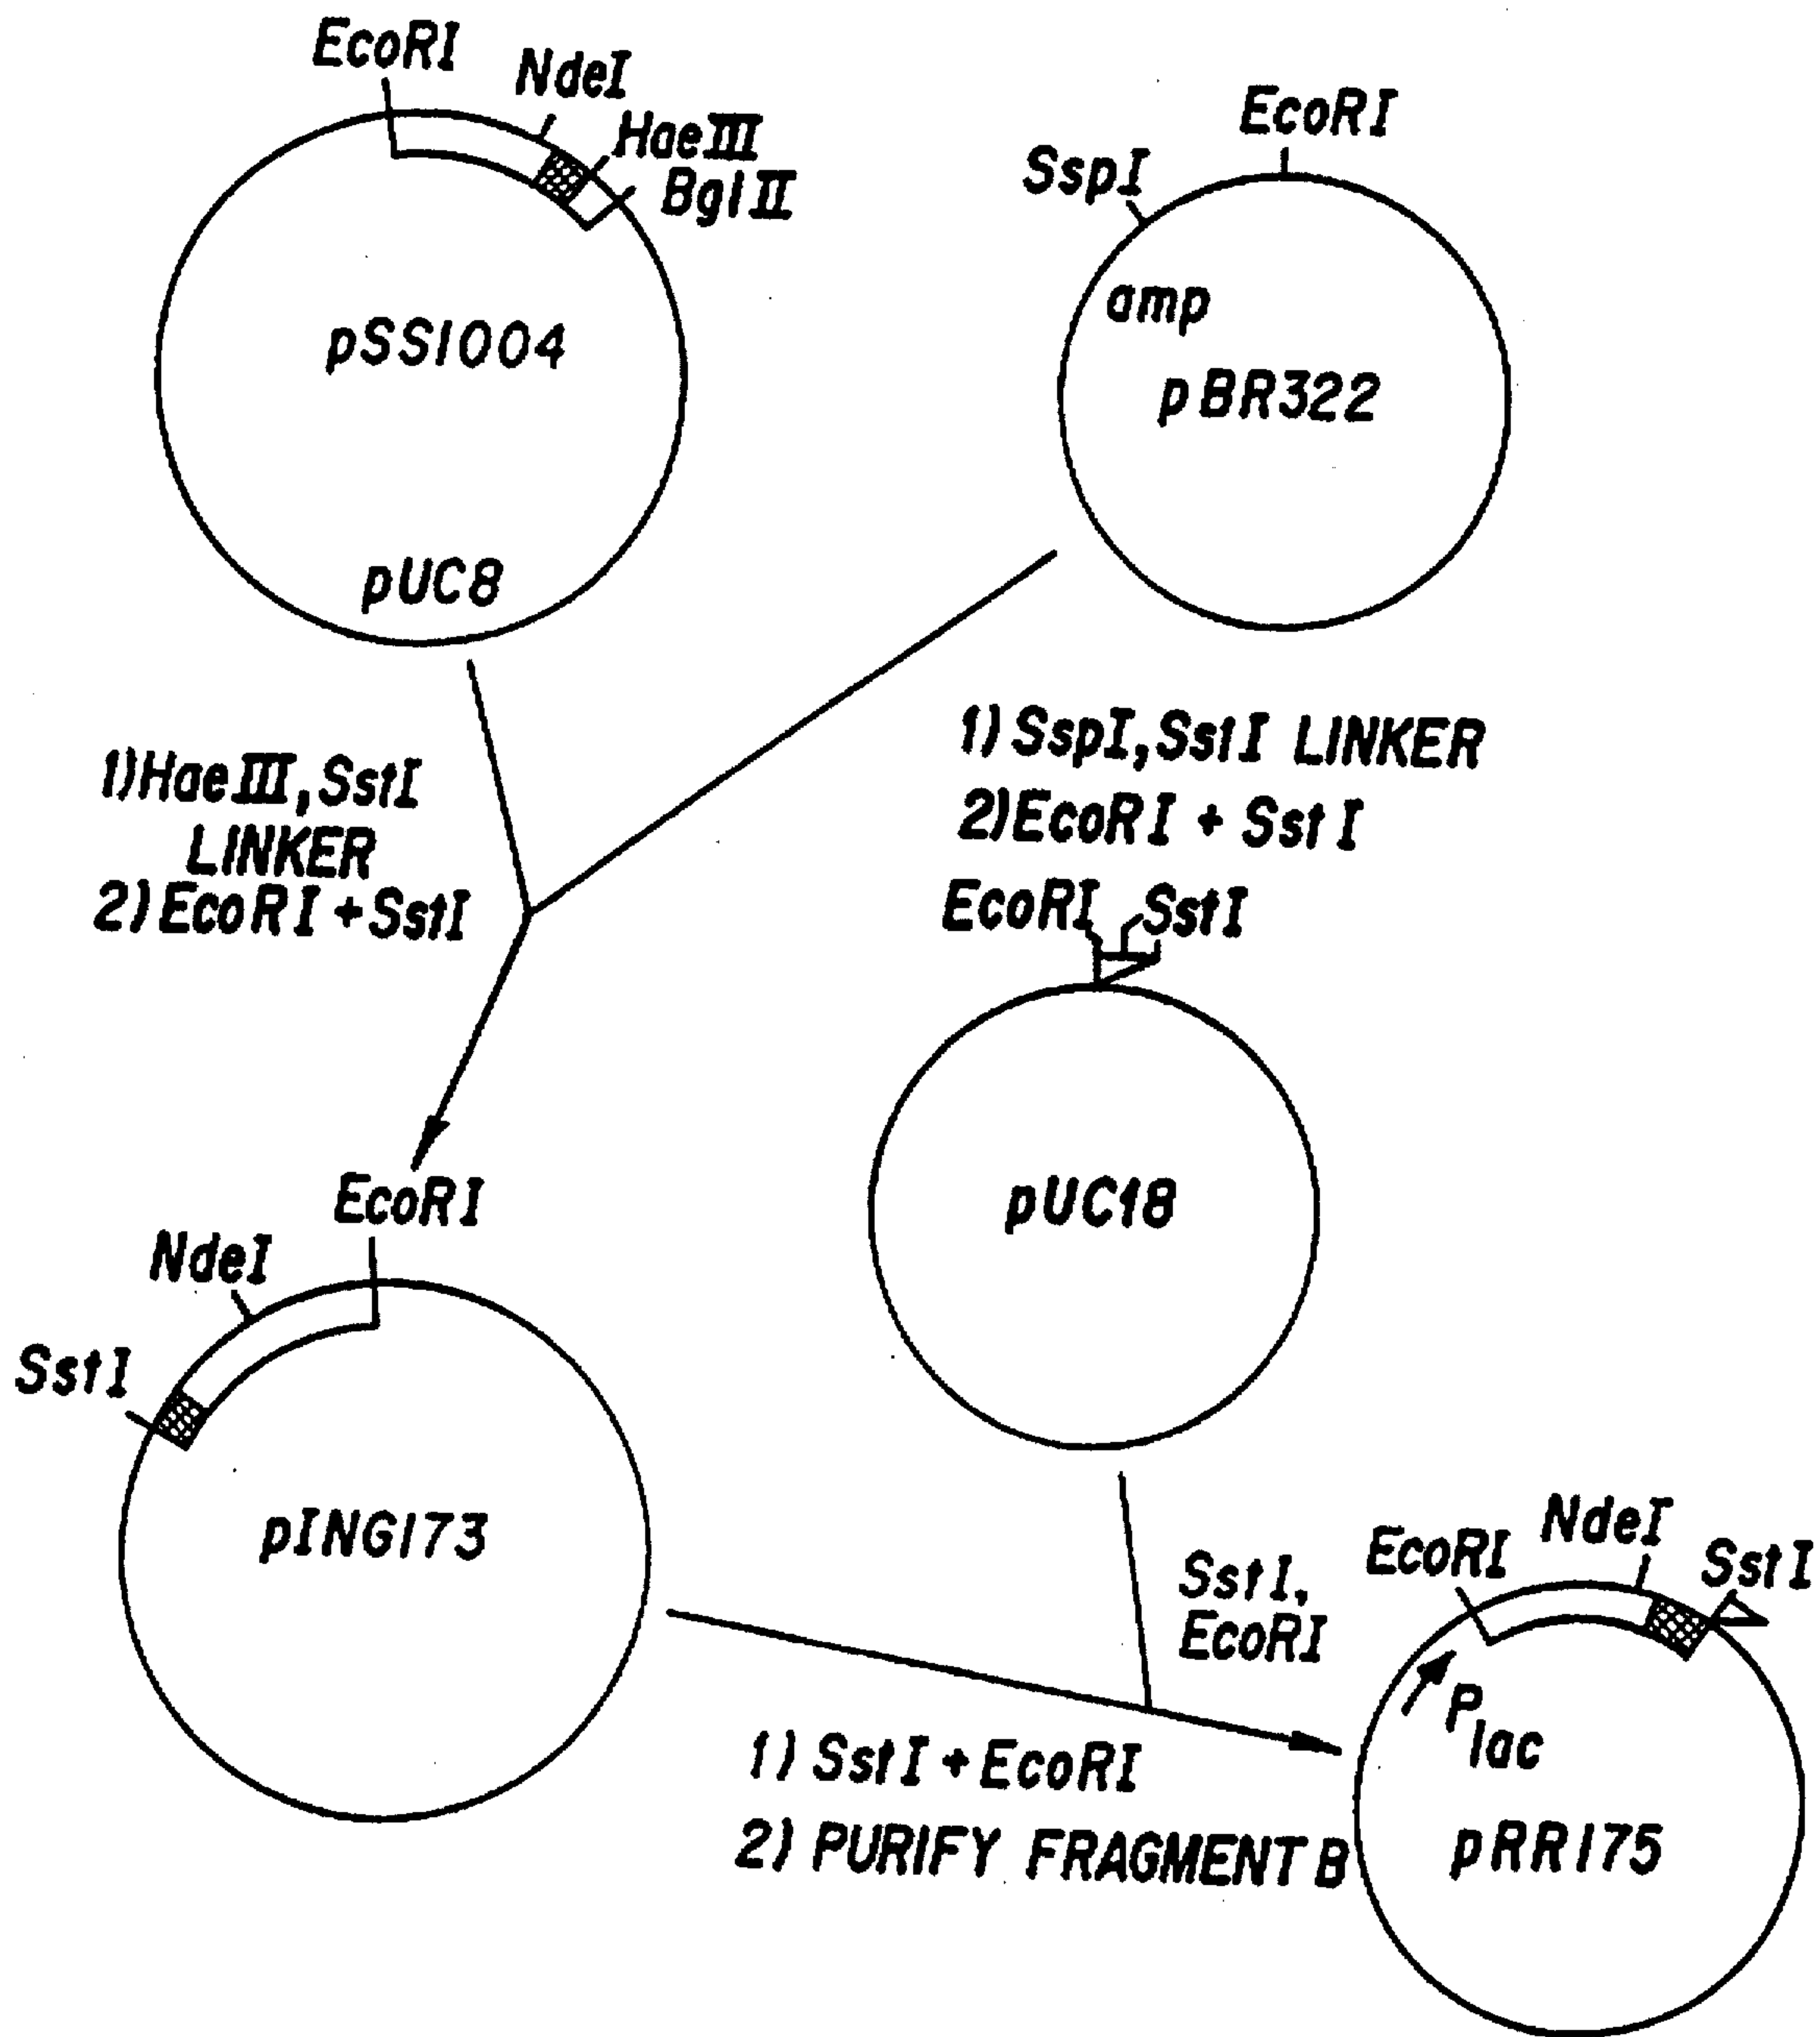 EcoRI
NdeI
HaeIII
BglII
pSS1004
pUC8
EcoRI
SspI
amp
pBR322
1)HaeIII,SstI
LINKER
2)EcoRI+SstI
1)SspI,SstI LINKER
2)EcoRI + SstI
EcoRI
SstI
pUC18
EcoRI
NdeI
SstI
pING173
SstI,
EcoRI
1) SstI+EcoRI
2) PURIFY FRAGMENT B
EcoRI
NdeI
SstI
Plac
pRR175